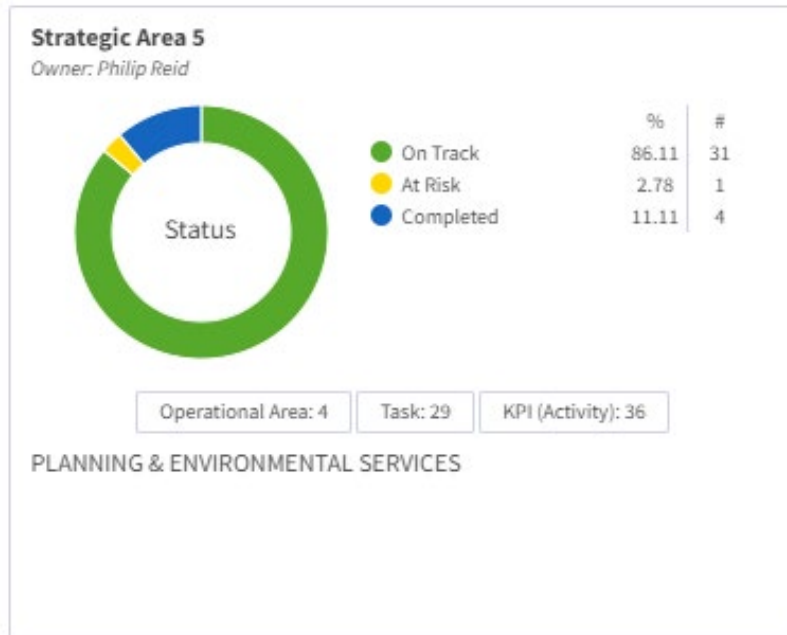 Strategic Area 5
Owner: Philip Reid
% #
On Track 86.11 31
At Risk 2.78 1
Completed 11.11 4
Status
Operational Area: 4 Task: 29 KPI (Activity): 36
PLANNING & ENVIRONMENTAL SERVICES